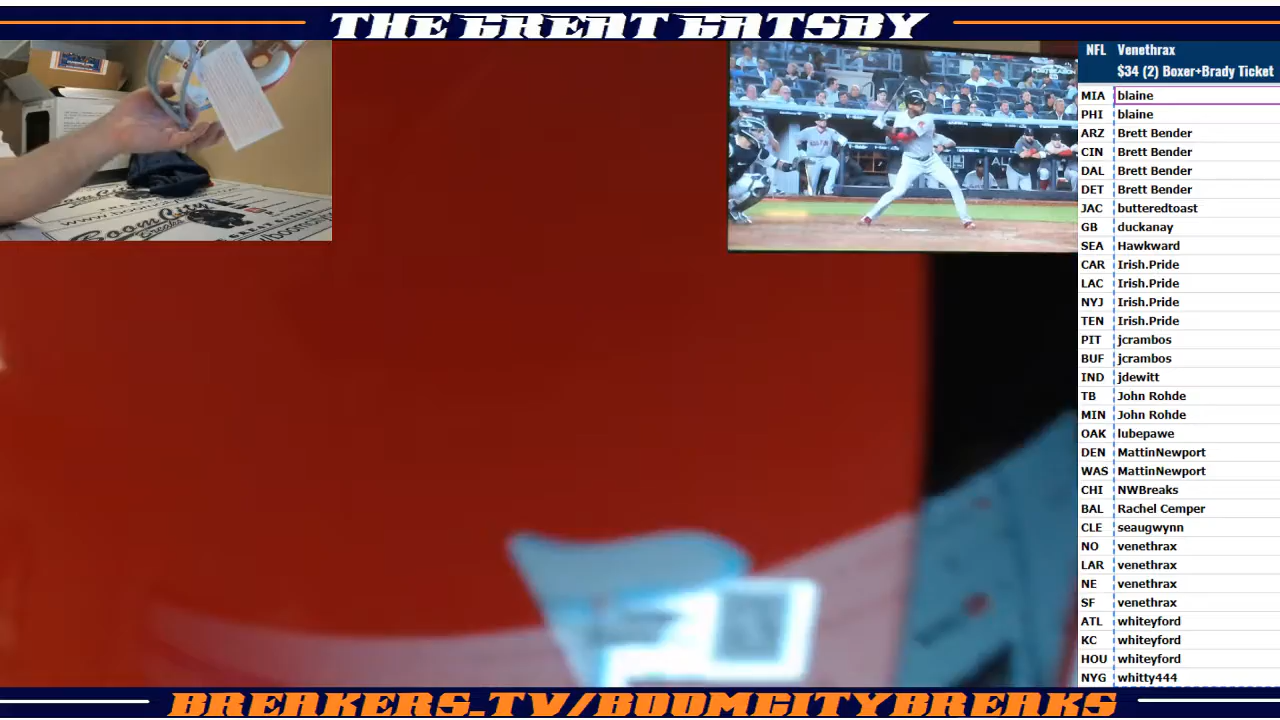 THE GREAT GATSBY
NFL Venethrax
$34 (2) Boxer+Brady Ticket
MIA blaine
PHI blaine
ARZ Brett Bender
CIN Brett Bender
DAL Brett Bender
DET Brett Bender
JAC butteredtoast
GB duckanay
SEA Hawkward
CAR Irish.Pride
LAC Irish.Pride
NYJ Irish.Pride
TEN Irish.Pride
PIT jcrambos
BUF jcrambos
IND jdewitt
TB John Rohde
MIN John Rohde
OAK lubepawe
DEN MattinNewport
WAS MattinNewport
CHI NWBreaks
BAL Rachel Cemper
CLE seaugwynn
NO venethrax
LAR venethrax
NE venethrax
SF venethrax
ATL whiteyford
KC whiteyford
HOU whiteyford
NYG whitty444
BREAKERS.TV/BOOMCITYBREAKS